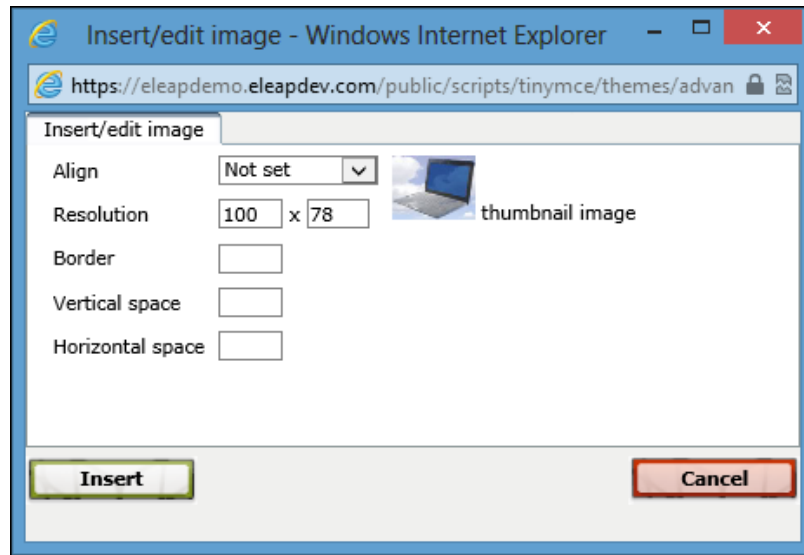 Insert/edit image - Windows Internet Explorer
https://eleapdemo.eleapdev.com/public/scripts/tinymce/themes/advan
Insert/edit image
Align Not set
Resolution 100 x 78 thumbnail image
Border
Vertical space
Horizontal space
Insert Cancel